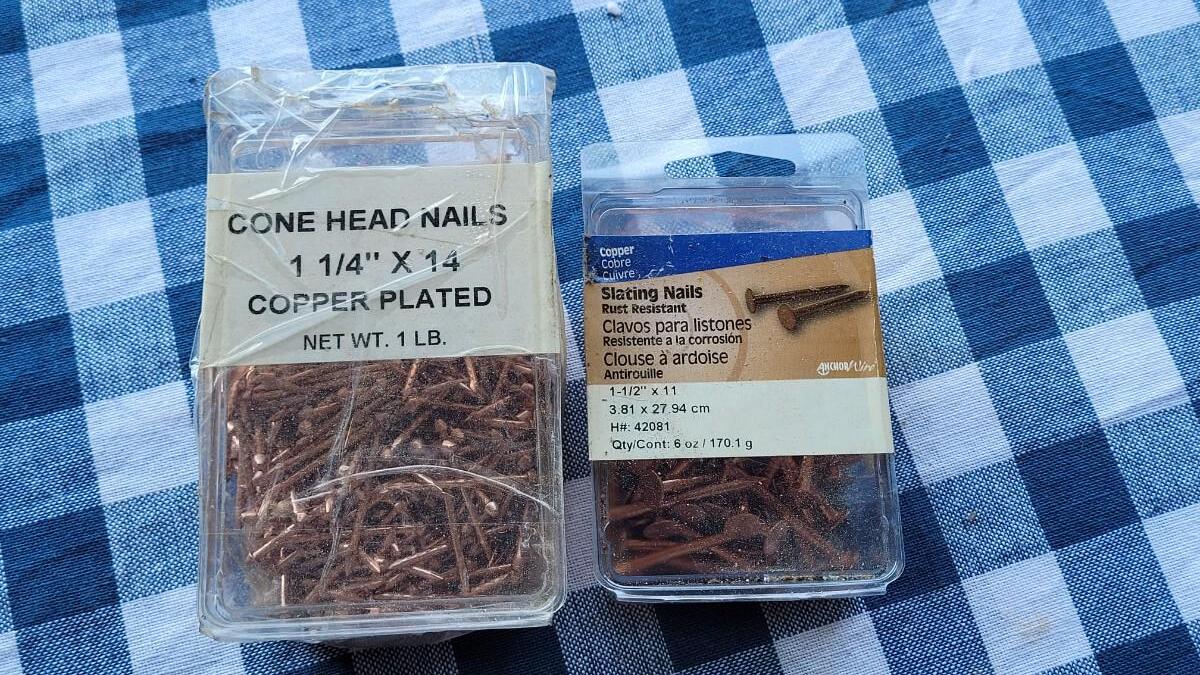 CONE HEAD NAILS
1 1/4" X 14
COPPER PLATED
NET WT. 1 LB.
Copper
Cobre
Cuivre
Slating Nails
Rust Resistant
Clavos para listones
Resistente a la corrosión
Clouse à ardoise
Antirouille
ANCHOR Wire
1-1/2" x 11
3.81 x 27.94 cm
H#: 42081
Qty/Cont: 6 oz / 170.1 g